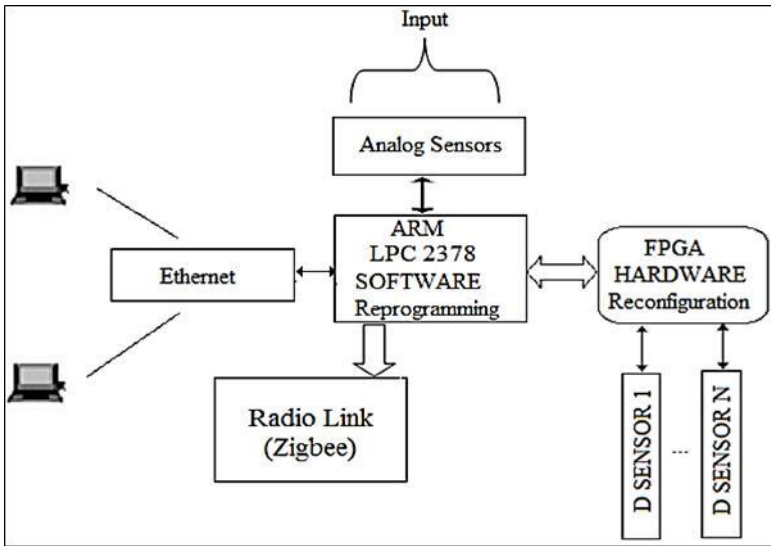 Input
Analog Sensors
ARM
LPC 2378
SOFTWARE
Reprogramming
FPGA
HARDWARE
Reconfiguration
Ethernet
Radio Link
(Zigbee)
D SENSOR 1
...
D SENSOR N